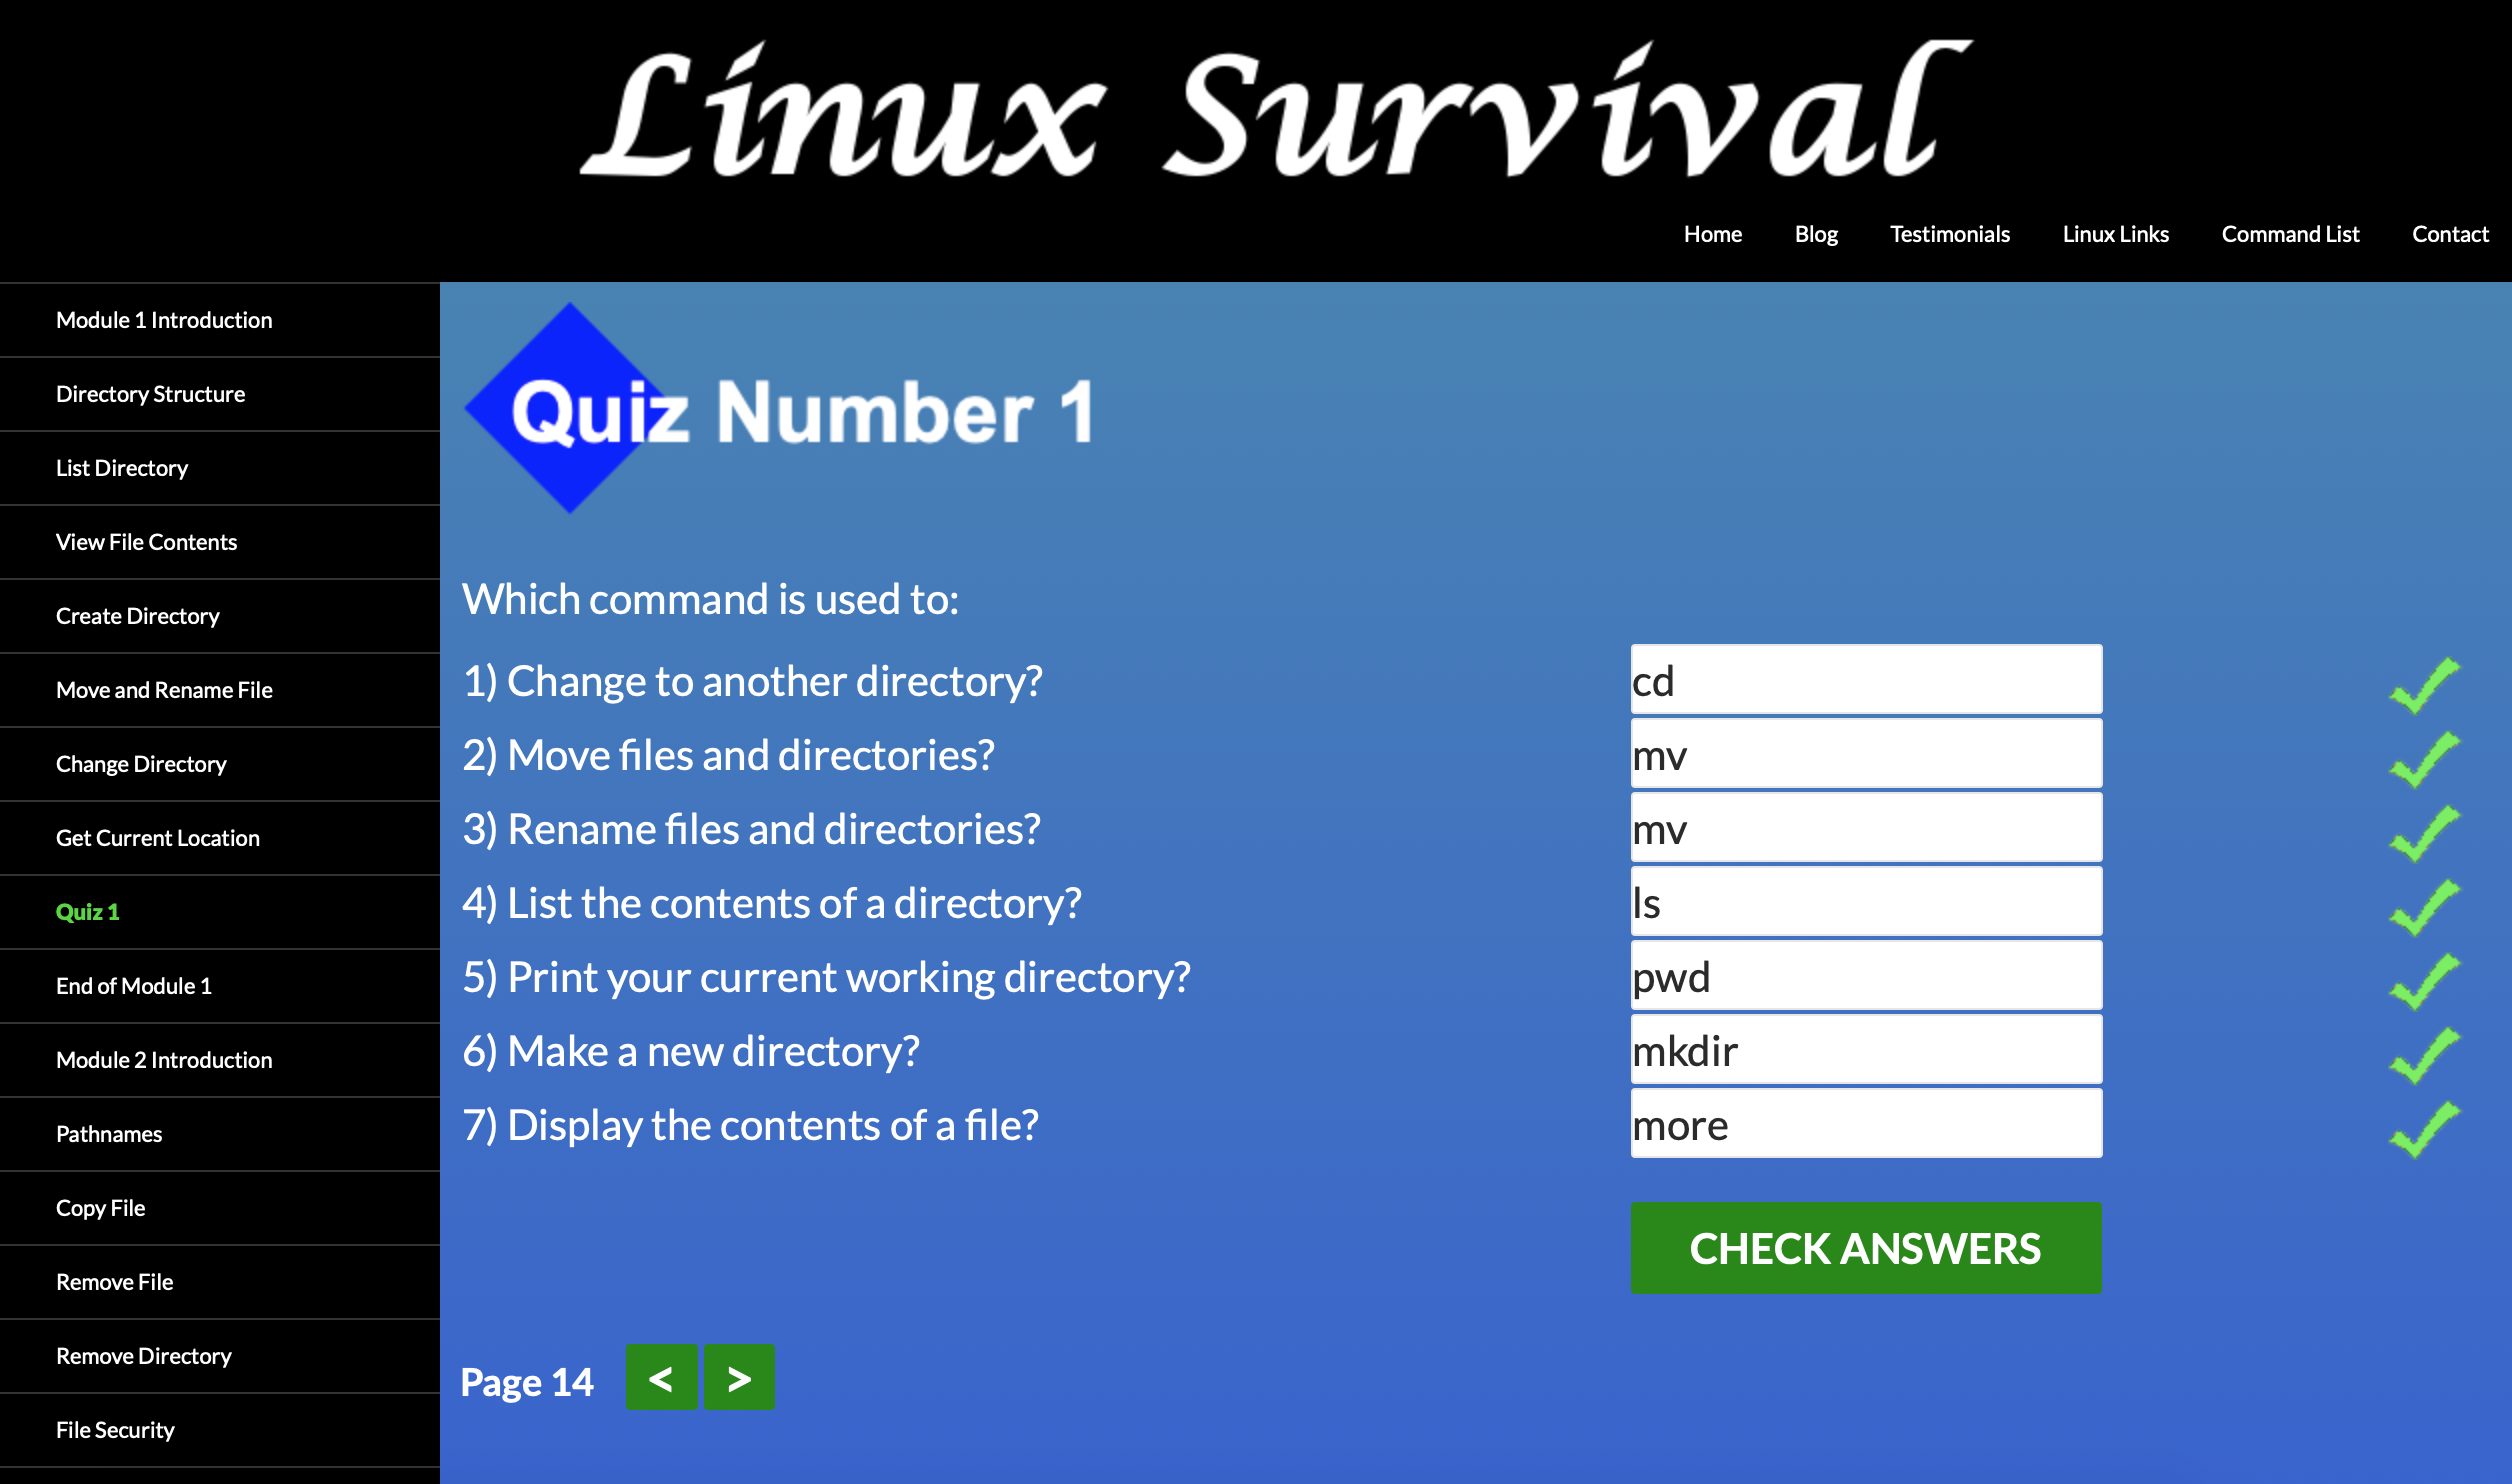 Linux Survival
Home Blog Testimonials Linux Links Command List Contact
Module 1 Introduction
Directory Structure
List Directory
View File Contents
Create Directory
Move and Rename File
Change Directory
Get Current Location
Quiz 1
End of Module 1
Module 2 Introduction
Pathnames
Copy File
Remove File
Remove Directory
File Security
Quiz Number 1
Which command is used to:
1) Change to another directory? cd
2) Move files and directories? mv
3) Rename files and directories? mv
4) List the contents of a directory? ls
5) Print your current working directory? pwd
6) Make a new directory? mkdir
7) Display the contents of a file? more
CHECK ANSWERS
Page 14 < >